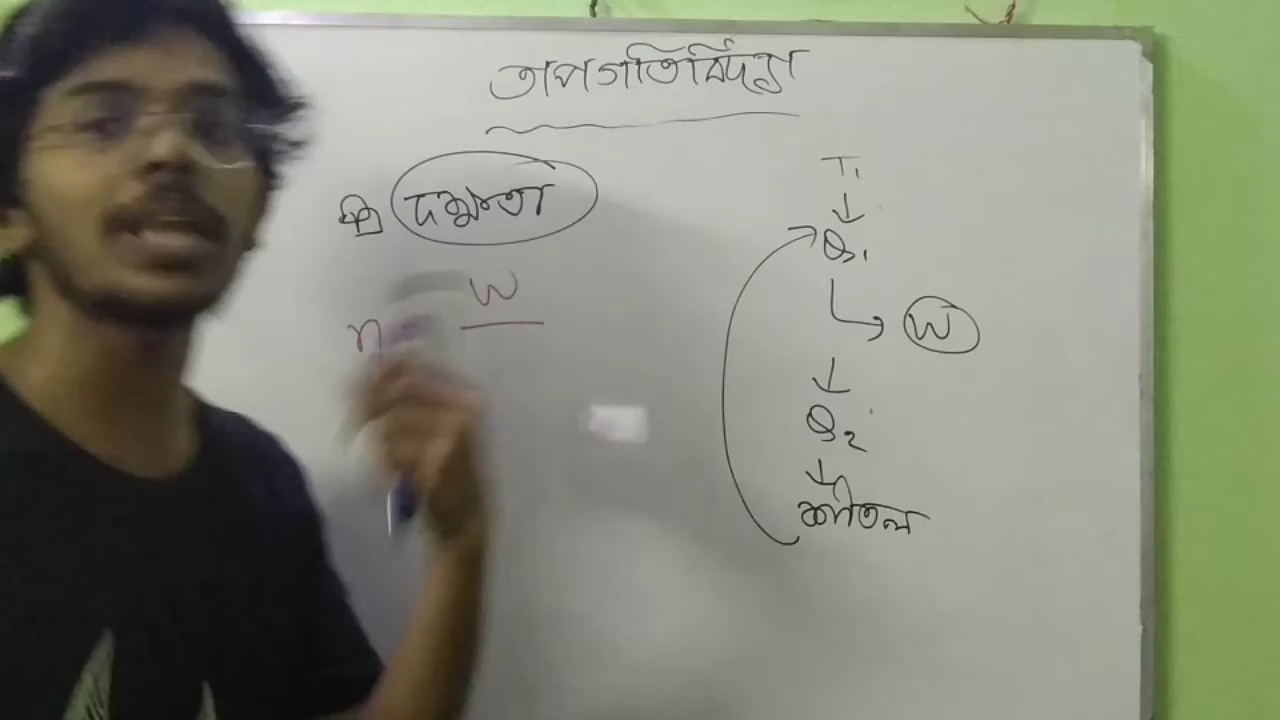 তাপগতিবিদ্যা
দক্ষতা
η = W
T₁
↓
Q₁
W
↓
Q₂
↓
শীতল